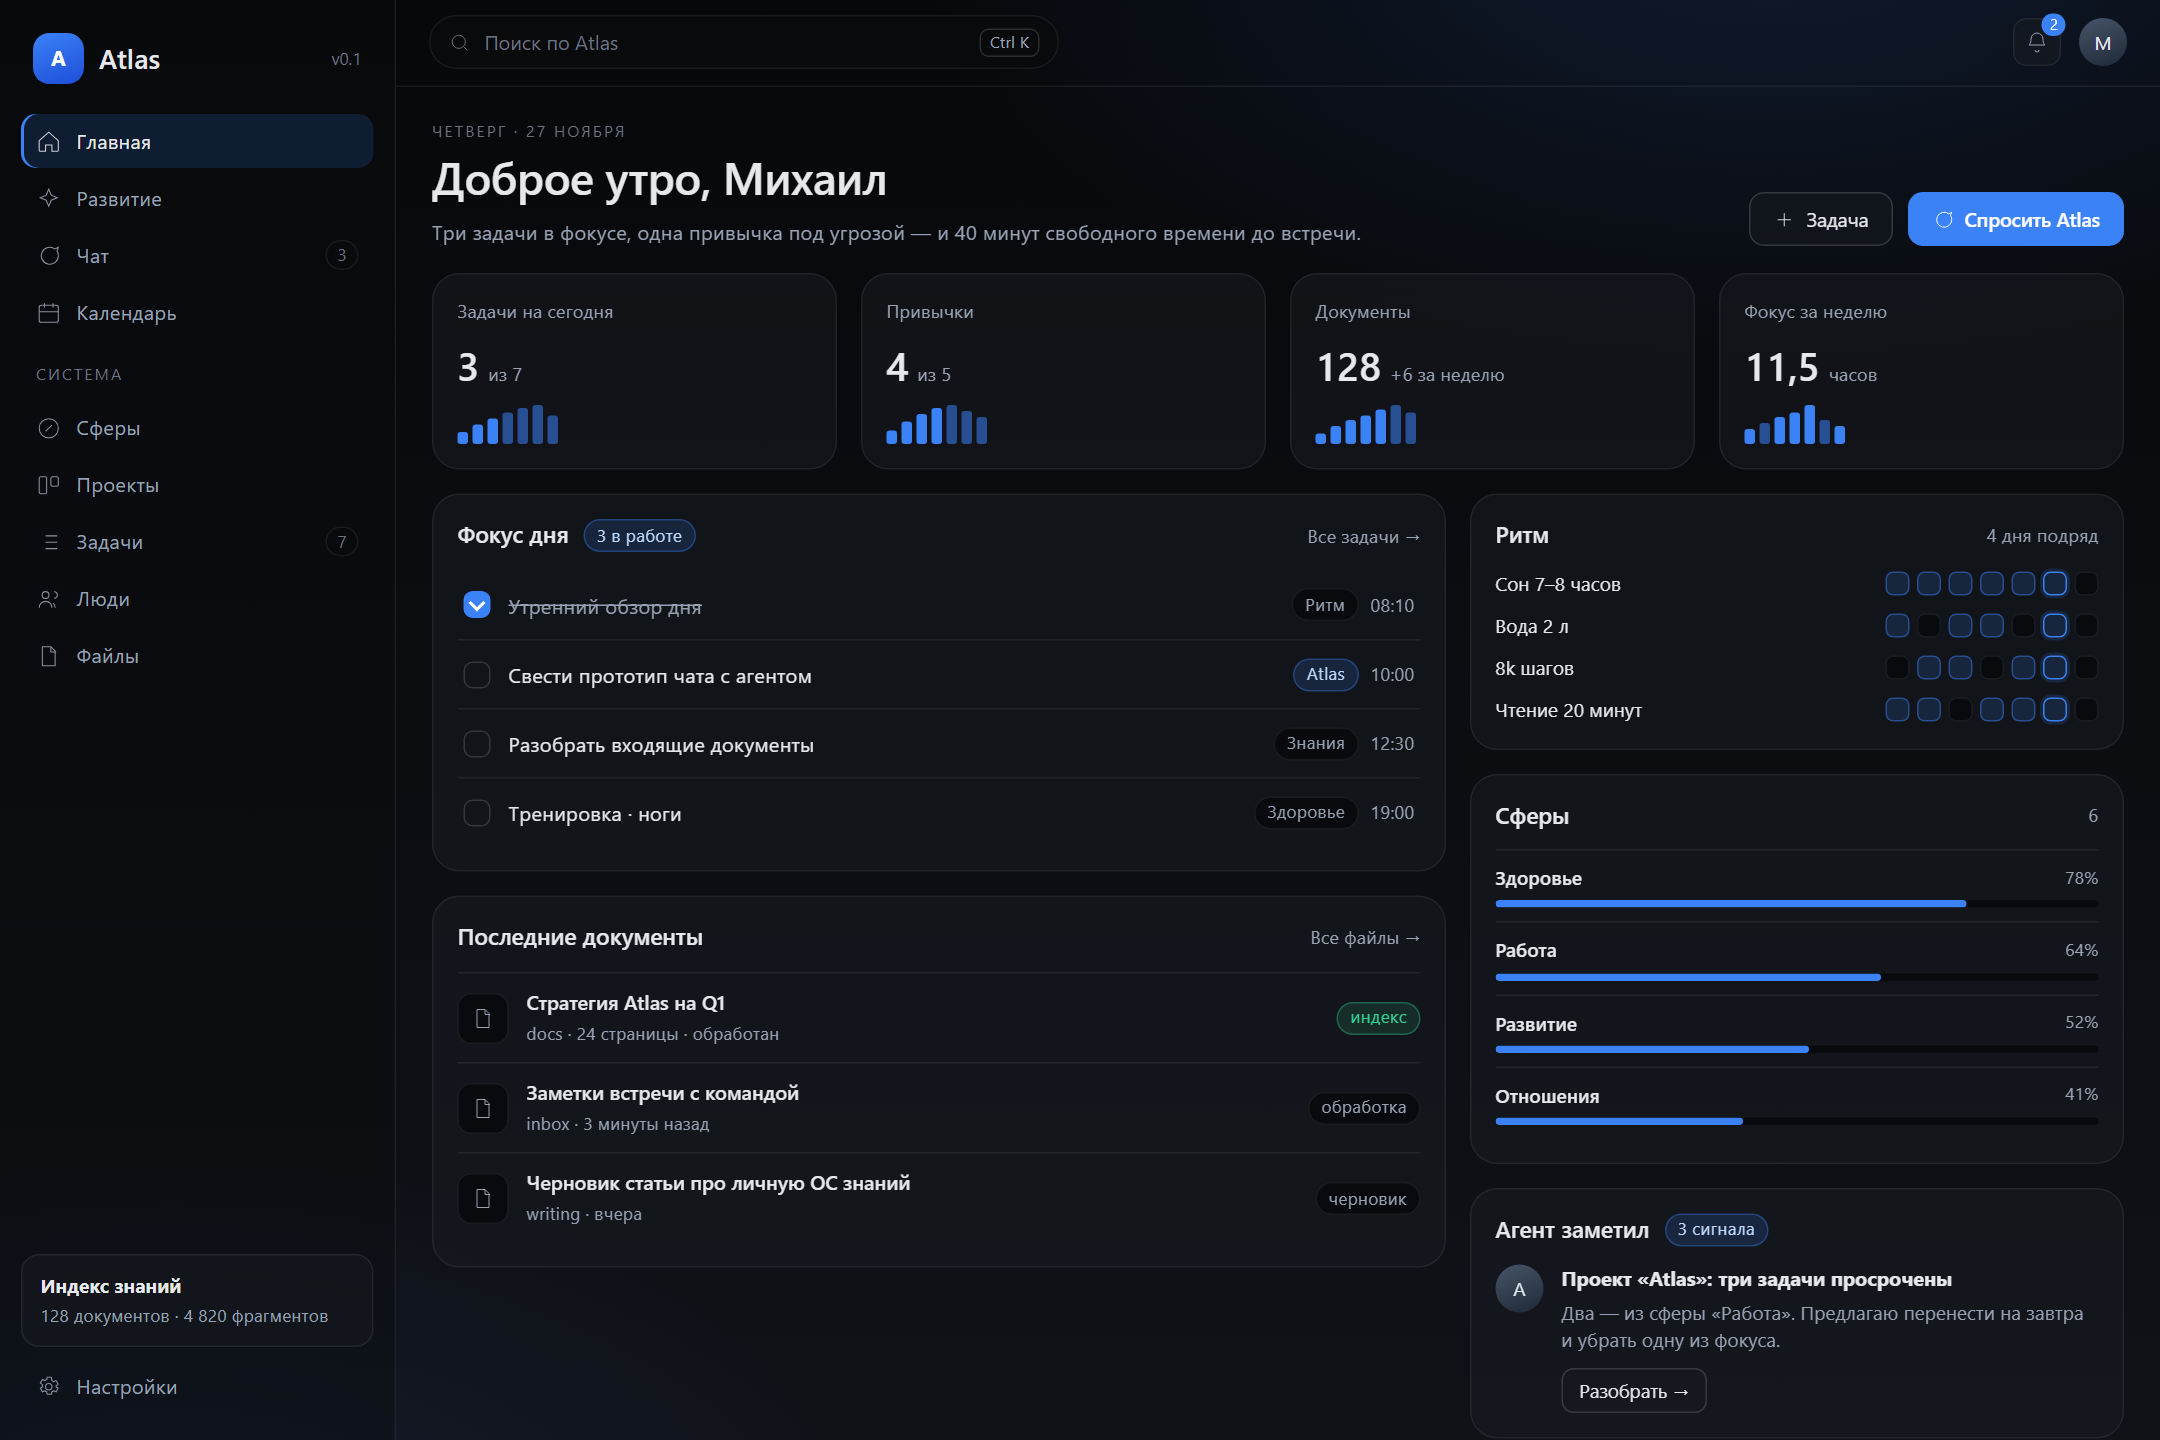 A
Atlas
v0.1
Главная
Развитие
Чат
3
Календарь
СИСТЕМА
Сферы
Проекты
Задачи
7
Люди
Файлы
Индекс знаний
128 документов · 4 820 фрагментов
Настройки
Поиск по Atlas
Ctrl K
2
М
ЧЕТВЕРГ · 27 НОЯБРЯ
Доброе утро, Михаил
Три задачи в фокусе, одна привычка под угрозой — и 40 минут свободного времени до встречи.
Задача
Спросить Atlas
Задачи на сегодня
3 из 7
Привычки
4 из 5
Документы
128 +6 за неделю
Фокус за неделю
11,5 часов
Фокус дня
3 в работе
Все задачи →
Утренний обзор дня
Ритм
08:10
Свести прототип чата с агентом
Atlas
10:00
Разобрать входящие документы
Знания
12:30
Тренировка · ноги
Здоровье
19:00
Последние документы
Все файлы →
Стратегия Atlas на Q1
docs · 24 страницы · обработан
индекс
Заметки встречи с командой
inbox · 3 минуты назад
обработка
Черновик статьи про личную ОС знаний
writing · вчера
черновик
Ритм
4 дня подряд
Сон 7–8 часов
Вода 2 л
8k шагов
Чтение 20 минут
Сферы
6
Здоровье
78%
Работа
64%
Развитие
52%
Отношения
41%
Агент заметил
3 сигнала
A
Проект «Atlas»: три задачи просрочены
Два — из сферы «Работа». Предлагаю перенести на завтра
и убрать одну из фокуса.
Разобрать →